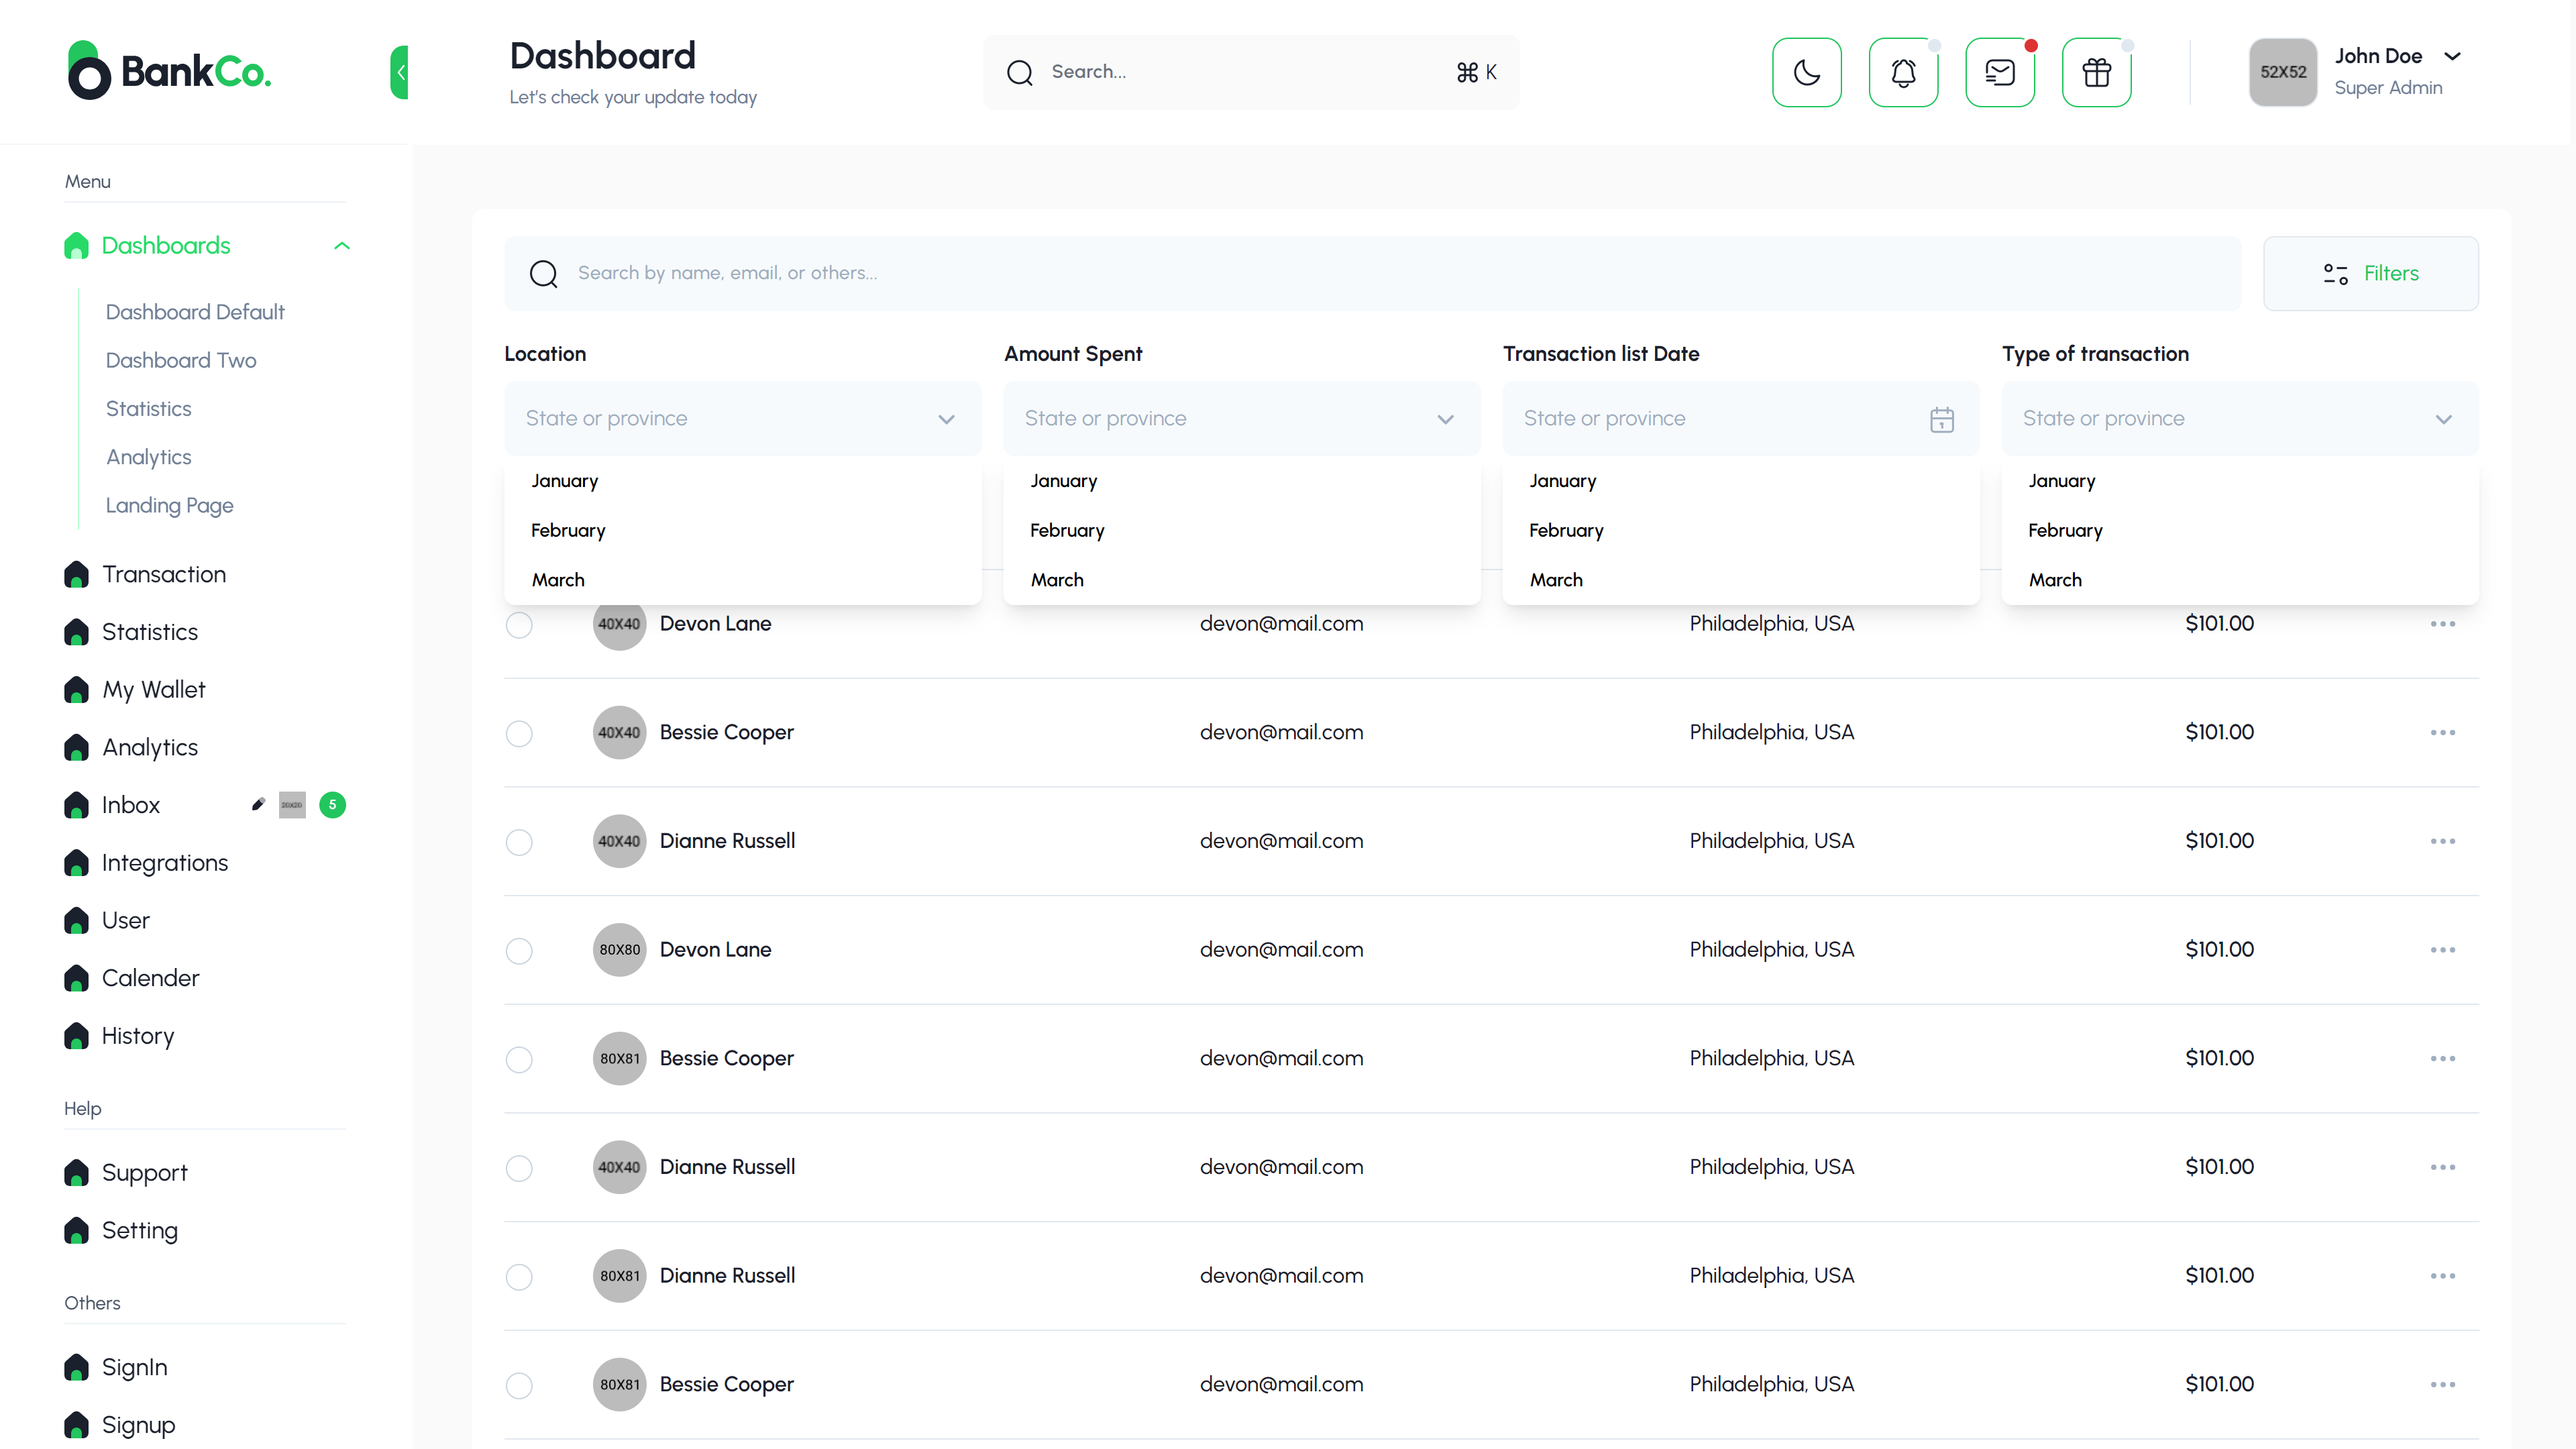 BankCo.
Dashboard
Let's check your update today
Search...
⌘ K
John Doe
Super Admin
52X52
Menu
Dashboards
Dashboard Default
Dashboard Two
Statistics
Analytics
Landing Page
Transaction
Statistics
My Wallet
Analytics
Inbox
20x20
5
Integrations
User
Calender
History
Help
Support
Setting
Others
SignIn
Signup
Search by name, email, or others...
Filters
Location
Amount Spent
Transaction list Date
Type of transaction
State or province
State or province
State or province
State or province
January January January January
February February February February
March March March March
40X40 Devon Lane devon@mail.com Philadelphia, USA $101.00
40X40 Bessie Cooper devon@mail.com Philadelphia, USA $101.00
40X40 Dianne Russell devon@mail.com Philadelphia, USA $101.00
80X80 Devon Lane devon@mail.com Philadelphia, USA $101.00
80X81 Bessie Cooper devon@mail.com Philadelphia, USA $101.00
40X40 Dianne Russell devon@mail.com Philadelphia, USA $101.00
80X81 Dianne Russell devon@mail.com Philadelphia, USA $101.00
80X81 Bessie Cooper devon@mail.com Philadelphia, USA $101.00